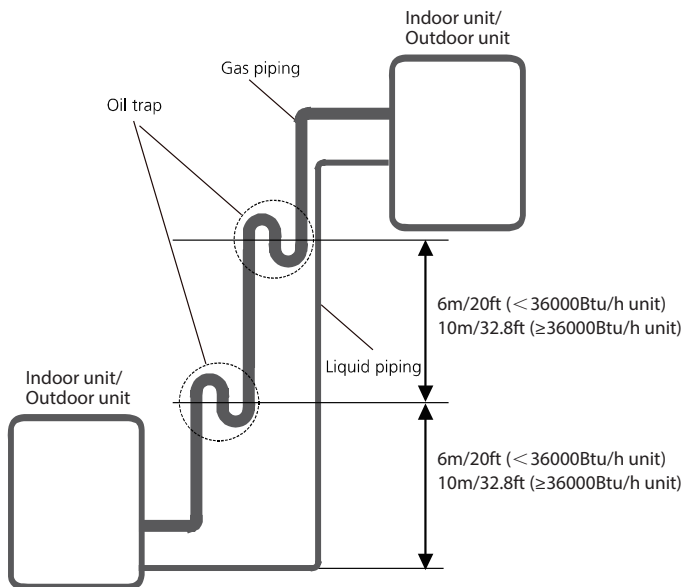 Indoor unit/
Outdoor unit
Gas piping
Oil trap
6m/20ft (＜36000Btu/h unit)
10m/32.8ft (≥36000Btu/h unit)
Liquid piping
Indoor unit/
Outdoor unit
6m/20ft (＜36000Btu/h unit)
10m/32.8ft (≥36000Btu/h unit)